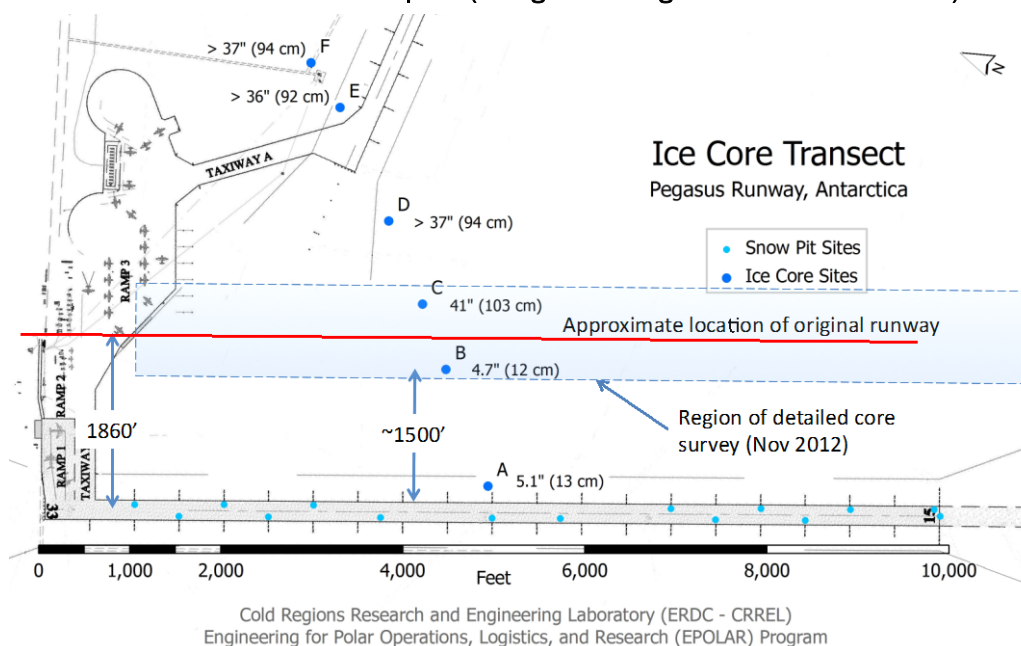 > 37" (94 cm)
F
> 36" (92 cm)
E
TAXIWAY A
Ice Core Transect
Pegasus Runway, Antarctica
D
> 37" (94 cm)
Snow Pit Sites
Ice Core Sites
RAMP 3
C
41" (103 cm)
Approximate location of original runway
B
4.7" (12 cm)
RAMP 2
1860'
~1500'
Region of detailed core
survey (Nov 2012)
RAMP 1
TAXIWAY
A
5.1" (13 cm)
33
15
0
1,000
2,000
4,000
6,000
8,000
10,000
Feet
Cold Regions Research and Engineering Laboratory (ERDC - CRREL)
Engineering for Polar Operations, Logistics, and Research (EPOLAR) Program